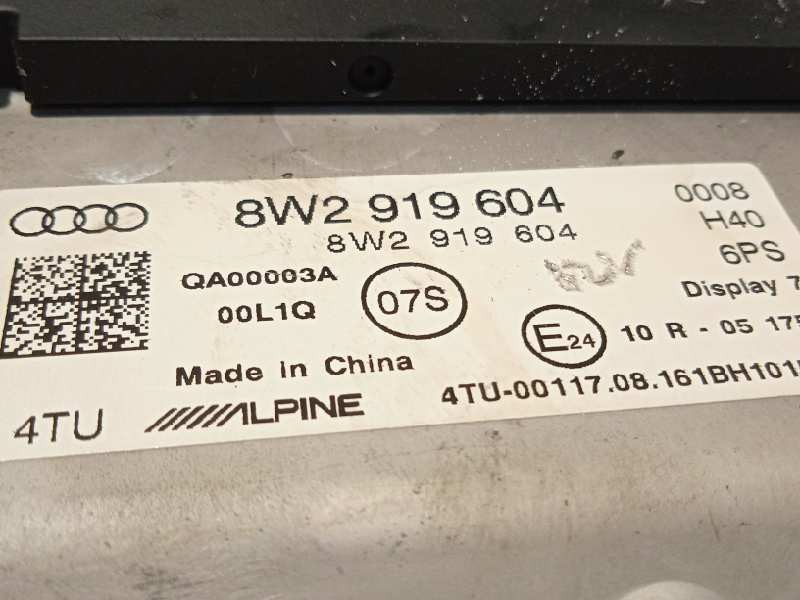 8W2 919 604
8W2 919 604
0008
H40
6PS
QA00003A
00L1Q
07S
Display
E24
10 R - 05
Made in China
4TU
ALPINE
4TU-00117.08.161BH101